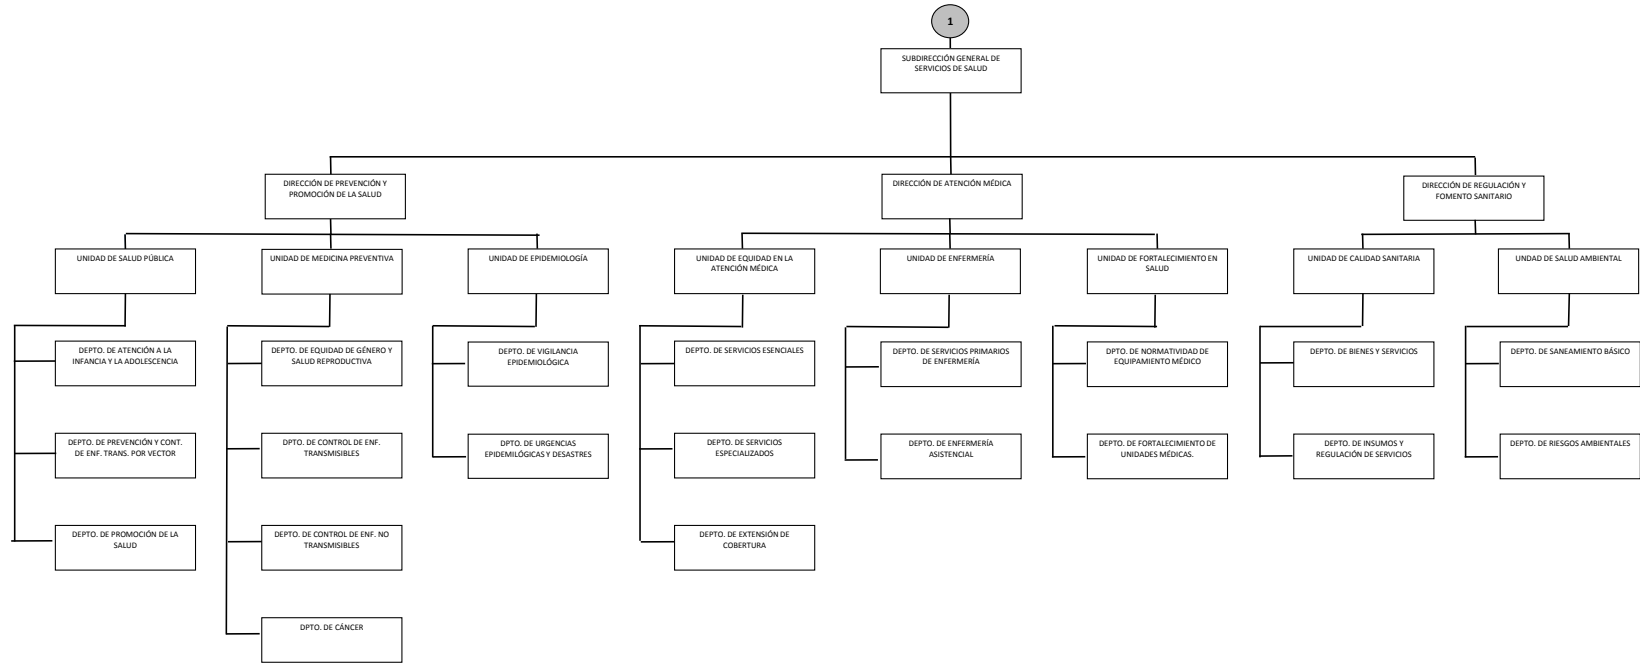 1
SUBDIRECCIÓN GENERAL DE
SERVICIOS DE SALUD
DIRECCIÓN DE PREVENCIÓN Y
PROMOCIÓN DE LA SALUD
DIRECCIÓN DE ATENCIÓN MÉDICA
DIRECCIÓN DE REGULACIÓN Y
FOMENTO SANITARIO
UNIDAD DE SALUD PÚBLICA
UNIDAD DE MEDICINA PREVENTIVA
UNIDAD DE EPIDEMIOLOGÍA
UNIDAD DE EQUIDAD EN LA
ATENCIÓN MÉDICA
UNIDAD DE ENFERMERÍA
UNIDAD DE FORTALECIMIENTO EN
SALUD
UNIDAD DE CALIDAD SANITARIA
UNDAD DE SALUD AMBIENTAL
DEPTO. DE ATENCIÓN A LA
INFANCIA Y LA ADOLESCENCIA
DEPTO. DE EQUIDAD DE GÉNERO Y
SALUD REPRODUCTIVA
DEPTO. DE VIGILANCIA
EPIDEMIOLÓGICA
DEPTO. DE SERVICIOS ESENCIALES
DEPTO. DE SERVICIOS PRIMARIOS
DE ENFERMERÍA
DPTO. DE NORMATIVIDAD DE
EQUIPAMIENTO MÉDICO
DEPTO. DE BIENES Y SERVICIOS
DEPTO. DE SANEAMIENTO BÁSICO
DEPTO. DE PREVENCIÓN Y CONT.
DE ENF. TRANS. POR VECTOR
DPTO. DE CONTROL DE ENF.
TRANSMISIBLES
DPTO. DE URGENCIAS
EPIDEMILÓGICAS Y DESASTRES
DEPTO. DE SERVICIOS
ESPECIALIZADOS
DEPTO. DE ENFERMERÍA
ASISTENCIAL
DEPTO. DE FORTALECIMIENTO DE
UNIDADES MÉDICAS.
DEPTO. DE INSUMOS Y
REGULACIÓN DE SERVICIOS
DEPTO. DE RIESGOS AMBIENTALES
DEPTO. DE PROMOCIÓN DE LA
SALUD
DEPTO. DE CONTROL DE ENF. NO
TRANSMISIBLES
DEPTO. DE EXTENSIÓN DE
COBERTURA
DPTO. DE CÁNCER